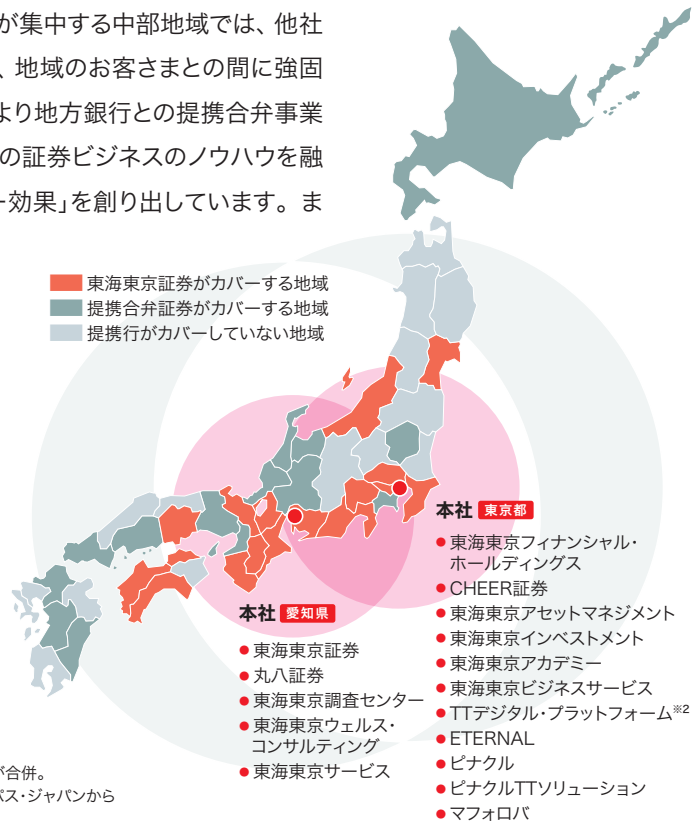 が集中する中部地域では、他社
、地域のお客さまとの間に強固
より地方銀行との提携合弁事業
の証券ビジネスのノウハウを融
ー効果」を創り出しています。ま
東海東京証券がカバーする地域
提携合弁証券がカバーする地域
提携行がカバーしていない地域
本社 愛知県
東海東京証券
丸八証券
東海東京調査センター
東海東京ウェルス・
コンサルティング
東海東京サービス
本社 東京都
東海東京フィナンシャル・
ホールディングス
CHEER証券
東海東京アセットマネジメント
東海東京インベストメント
東海東京アカデミー
東海東京ビジネスサービス
TTデジタル・プラットフォーム※2
ETERNAL
ピナクル
ピナクルTTソリューション
マフォロバ
が合併。
パス・ジャパンから